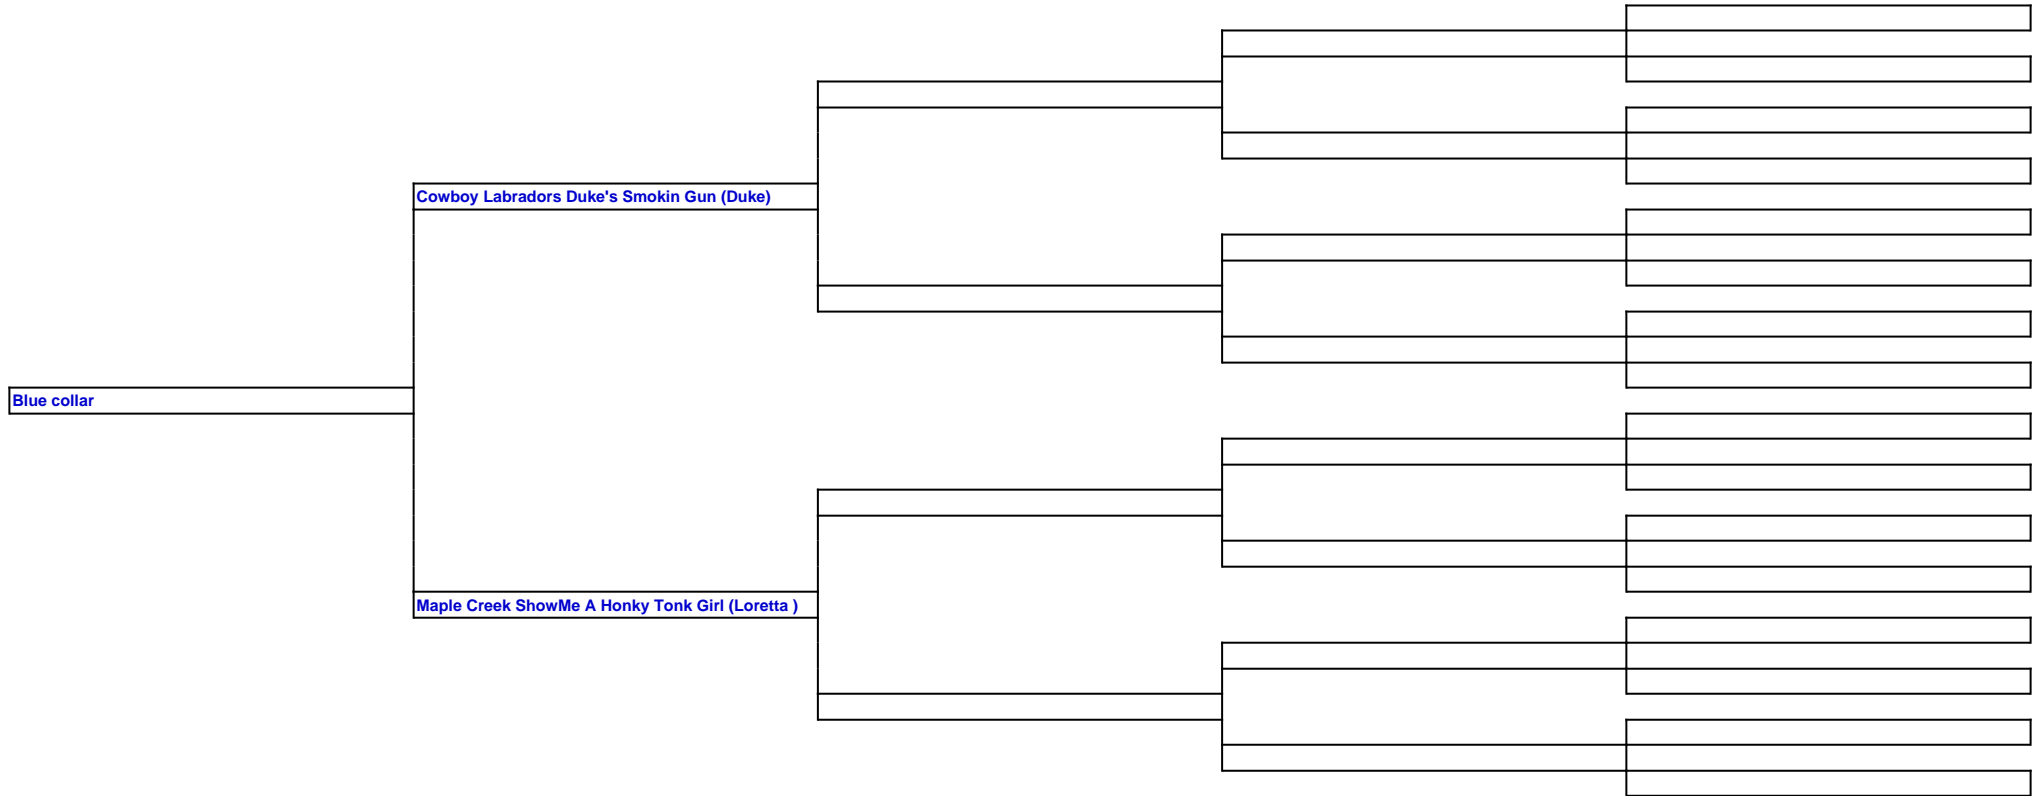 Cowboy Labradors Duke's Smokin Gun (Duke)
Blue collar
Maple Creek ShowMe A Honky Tonk Girl (Loretta )